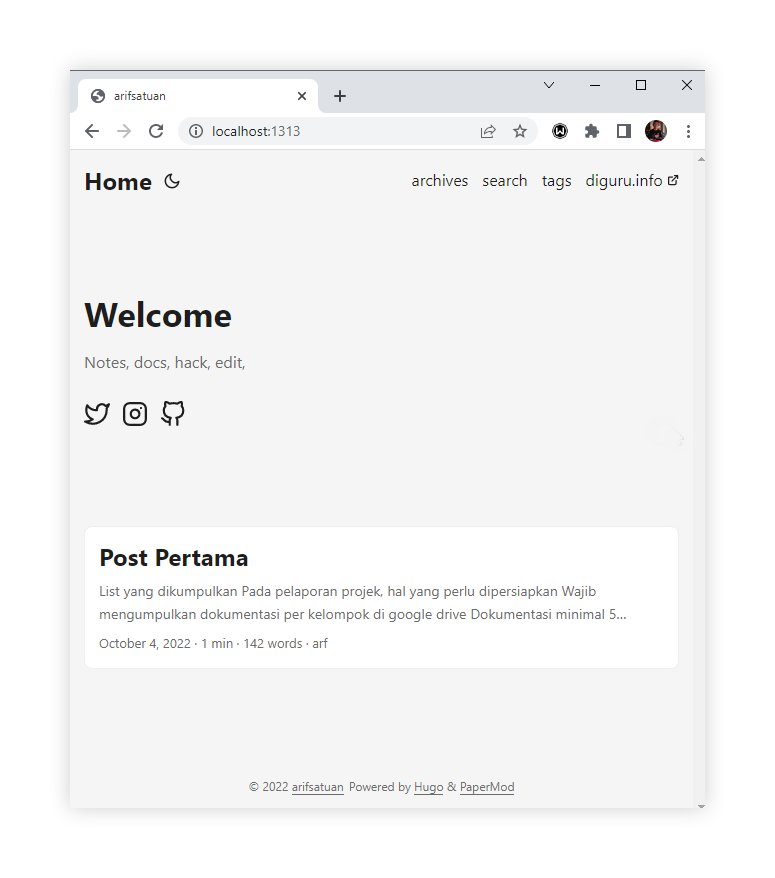 arifsatuan
localhost:1313
Home archives search tags diguru.info
Welcome
Notes, docs, hack, edit,
Post Pertama
List yang dikumpulkan Pada pelaporan projek, hal yang perlu dipersiapkan Wajib
mengumpulkan dokumentasi per kelompok di google drive Dokumentasi minimal 5...
October 4, 2022 · 1 min · 142 words · arf
© 2022 arifsatuan Powered by Hugo & PaperMod